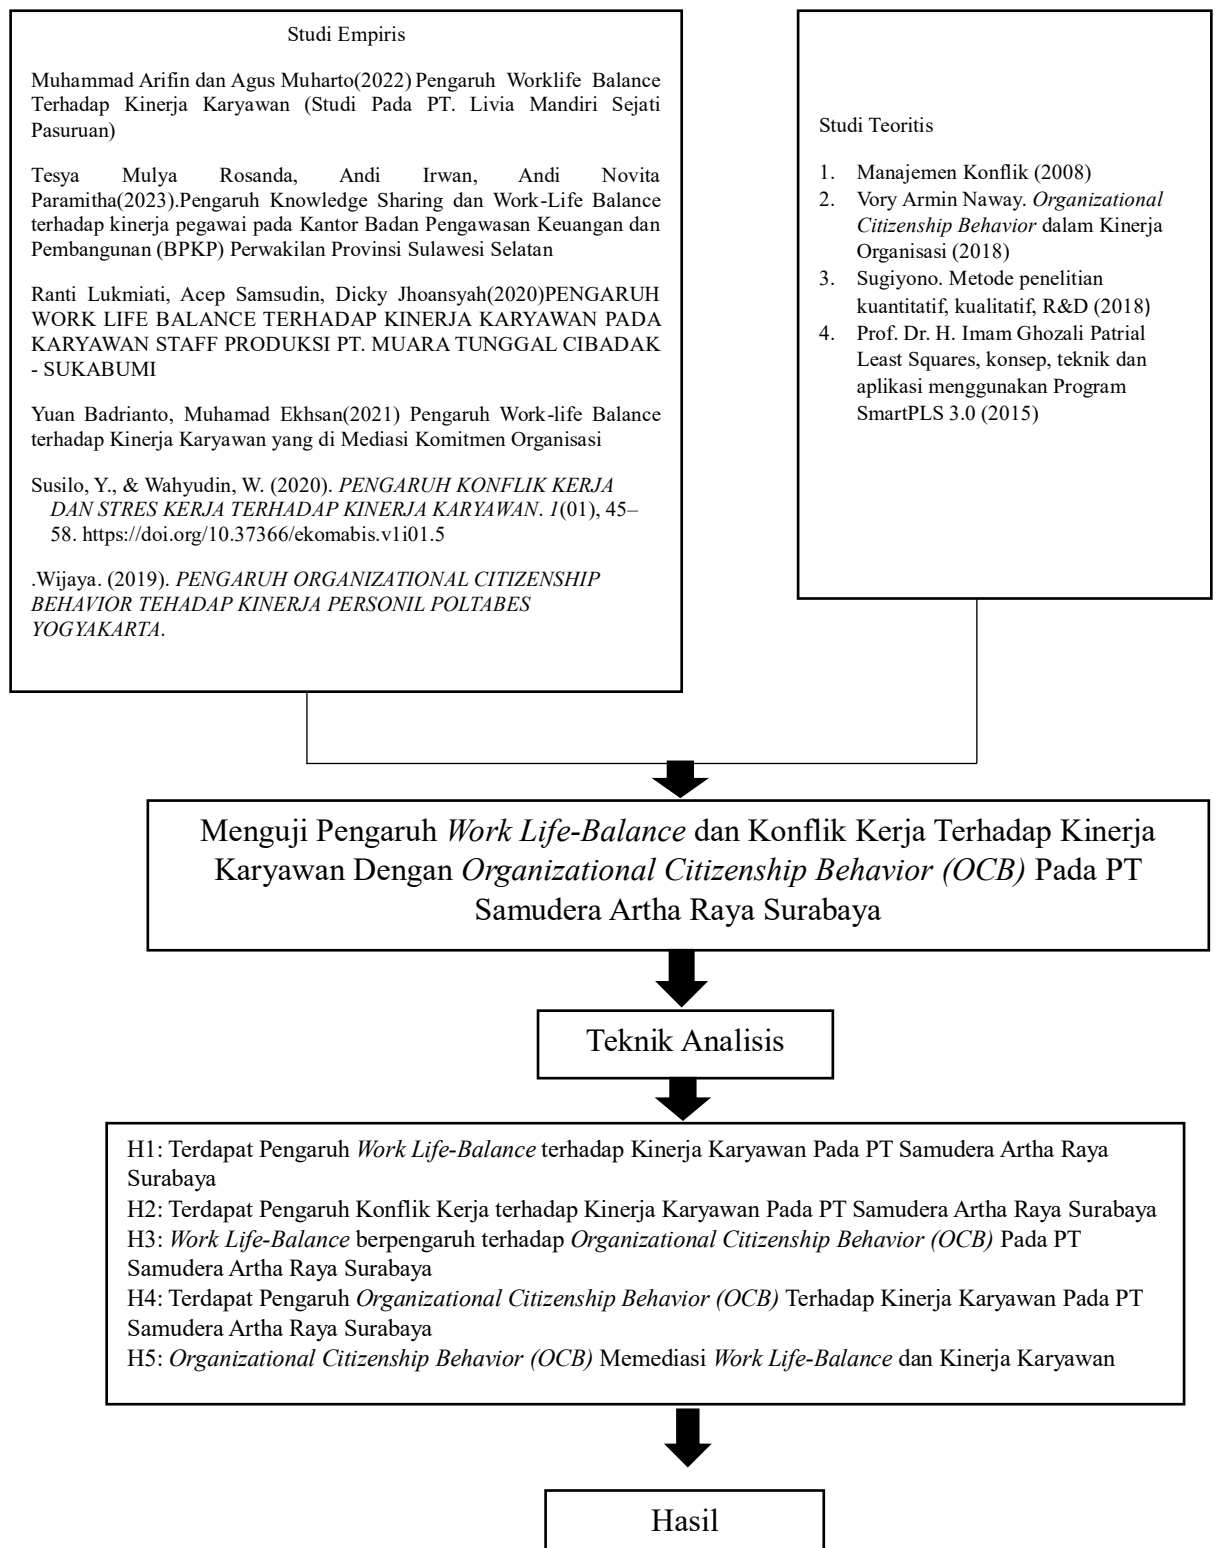 Studi Empiris
Muhammad Arifin dan Agus Muharto(2022) Pengaruh Worklife Balance
Terhadap Kinerja Karyawan (Studi Pada PT. Livia Mandiri Sejati
Pasuruan)
Tesya Mulya Rosanda, Andi Irwan, Andi Novita
Paramitha(2023).Pengaruh Knowledge Sharing dan Work-Life Balance
terhadap kinerja pegawai pada Kantor Badan Pengawasan Keuangan dan
Pembangunan (BPKP) Perwakilan Provinsi Sulawesi Selatan
Ranti Lukmiati, Acep Samsudin, Dicky Jhoansyah(2020)PENGARUH
WORK LIFE BALANCE TERHADAP KINERJA KARYAWAN PADA
KARYAWAN STAFF PRODUKSI PT. MUARA TUNGGAL CIBADAK
- SUKABUMI
Yuan Badrianto, Muhamad Ekhsan(2021) Pengaruh Work-life Balance
terhadap Kinerja Karyawan yang di Mediasi Komitmen Organisasi
Susilo, Y., & Wahyudin, W. (2020). PENGARUH KONFLIK KERJA
DAN STRES KERJA TERHADAP KINERJA KARYAWAN. 1(01), 45–
58. https://doi.org/10.37366/ekomabis.v1i01.5
.Wijaya. (2019). PENGARUH ORGANIZATIONAL CITIZENSHIP
BEHAVIOR TEHADAP KINERJA PERSONIL POLTABES
YOGYAKARTA.
Studi Teoritis
1. Manajemen Konflik (2008)
2. Vory Armin Naway. Organizational
Citizenship Behavior dalam Kinerja
Organisasi (2018)
3. Sugiyono. Metode penelitian
kuantitatif, kualitatif, R&D (2018)
4. Prof. Dr. H. Imam Ghozali Patrial
Least Squares, konsep, teknik dan
aplikasi menggunakan Program
SmartPLS 3.0 (2015)
Menguji Pengaruh Work Life-Balance dan Konflik Kerja Terhadap Kinerja
Karyawan Dengan Organizational Citizenship Behavior (OCB) Pada PT
Samudera Artha Raya Surabaya
Teknik Analisis
H1: Terdapat Pengaruh Work Life-Balance terhadap Kinerja Karyawan Pada PT Samudera Artha Raya
Surabaya
H2: Terdapat Pengaruh Konflik Kerja terhadap Kinerja Karyawan Pada PT Samudera Artha Raya Surabaya
H3: Work Life-Balance berpengaruh terhadap Organizational Citizenship Behavior (OCB) Pada PT
Samudera Artha Raya Surabaya
H4: Terdapat Pengaruh Organizational Citizenship Behavior (OCB) Terhadap Kinerja Karyawan Pada PT
Samudera Artha Raya Surabaya
H5: Organizational Citizenship Behavior (OCB) Memediasi Work Life-Balance dan Kinerja Karyawan
Hasil